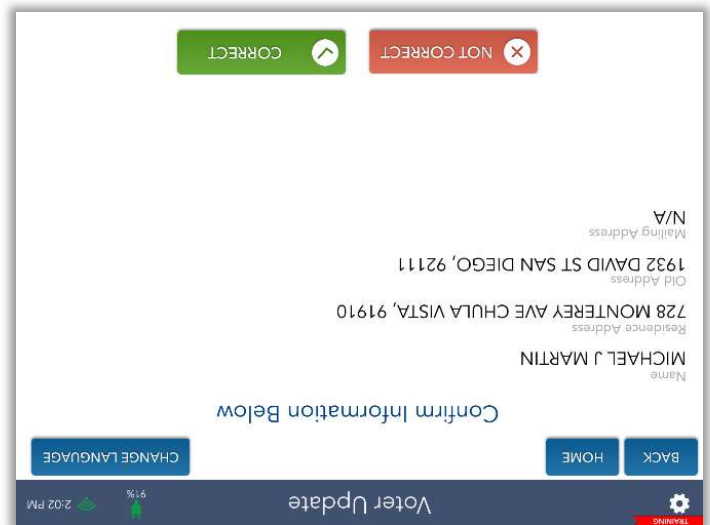 TRAINING
Voter Update
91%
2:02 PM
BACK
HOME
CHANGE LANGUAGE
Confirm Information Below
Name
MICHAEL J MARTIN
Residence Address
728 MONTEREY AVE CHULA VISTA, 91910
Old Address
1932 DAVID ST SAN DIEGO, 92111
Mailing Address
N/A
NOT CORRECT
CORRECT